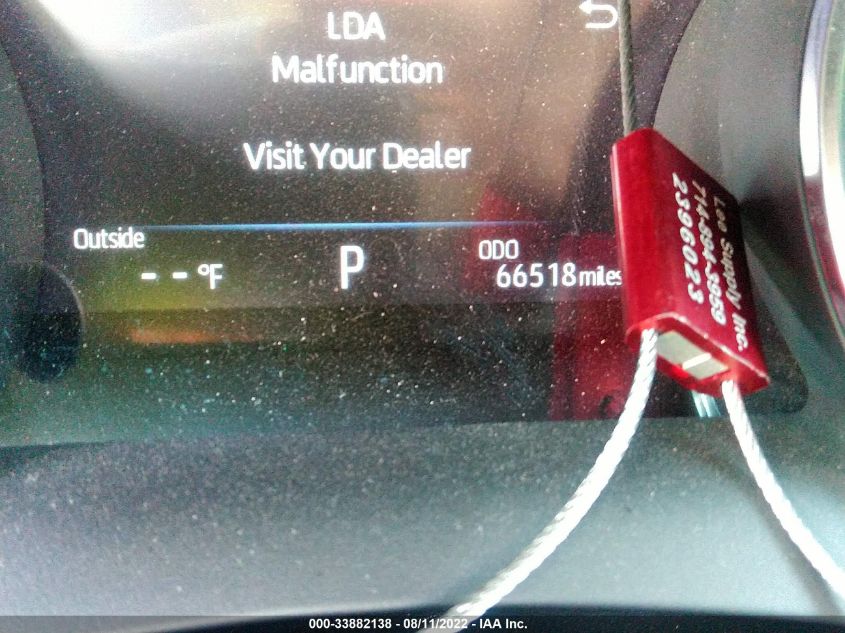 LDA
Malfunction
Visit Your Dealer
Outside
-- °F
P
ODO
66518 miles
Lee Supply Inc.
714-894-3959
2396023
000-33882138 - 08/11/2022 - IAA Inc.